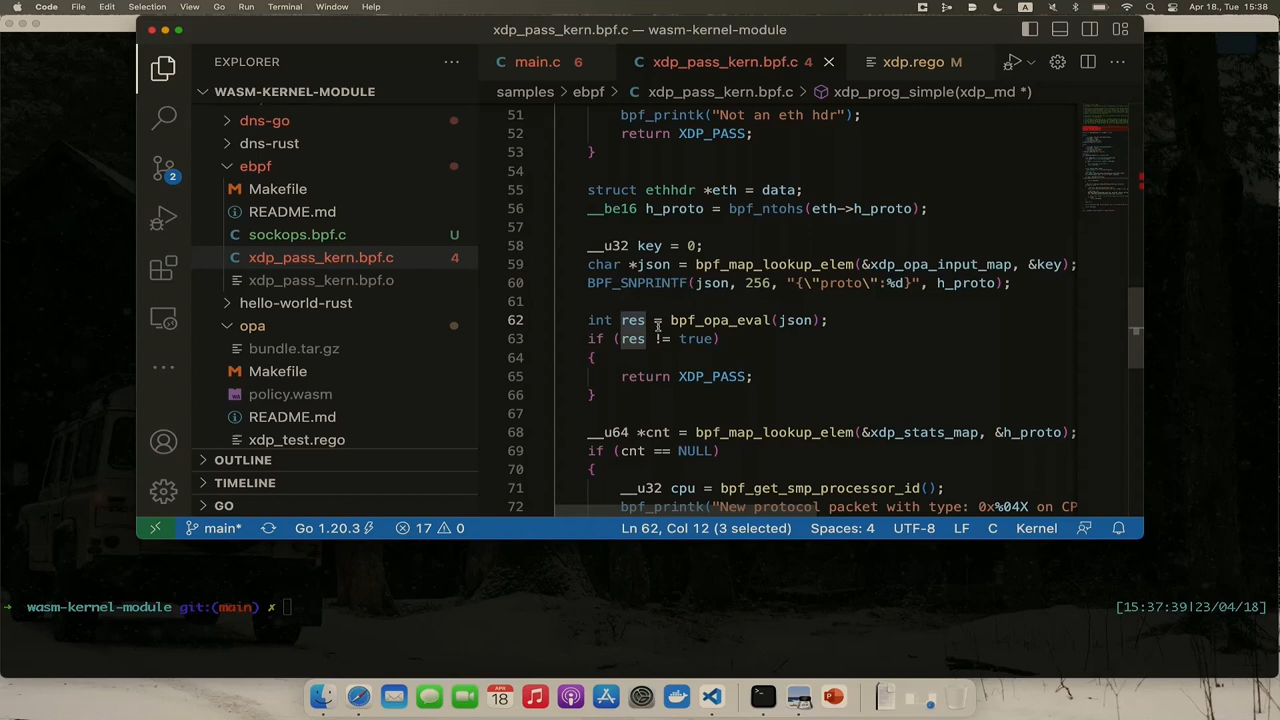 Code File Edit Selection View Go Run Terminal Window Help
A
Apr 18., Tue, 15:38
xdp_pass_kern.bpf.c — wasm-kernel-module
EXPLORER
main.c 6
xdp_pass_kern.bpf.c 4
xdp.rego M
WASM-KERNEL-MODULE
samples > ebpf > xdp_pass_kern.bpf.c > xdp_prog_simple(xdp_md *)
dns-go
dns-rust
ebpf
Makefile
README.md
sockops.bpf.c U
xdp_pass_kern.bpf.c 4
xdp_pass_kern.bpf.o
hello-world-rust
opa
bundle.tar.gz
Makefile
policy.wasm
README.md
xdp_test.rego
OUTLINE
TIMELINE
GO
2
51 bpf_printk("Not an eth hdr");
52 return XDP_PASS;
53 }
54
55 struct ethhdr *eth = data;
56 __be16 h_proto = bpf_ntohs(eth->h_proto);
57
58 __u32 key = 0;
59 char *json = bpf_map_lookup_elem(&xdp_opa_input_map, &key);
60 BPF_SNPRINTF(json, 256, "{\"proto\":%d}", h_proto);
61
62 int res = bpf_opa_eval(json);
63 if (res != true)
64 {
65 return XDP_PASS;
66 }
67
68 __u64 *cnt = bpf_map_lookup_elem(&xdp_stats_map, &h_proto);
69 if (cnt == NULL)
70 {
71 __u32 cpu = bpf_get_smp_processor_id();
72 bpf_printk("New protocol packet with type: 0x%04X on CP
main* Go 1.20.3 17 0 Ln 62, Col 12 (3 selected) Spaces: 4 UTF-8 LF C Kernel
wasm-kernel-module git:(main) ✗
[15:37:39|23/04/18]
APR
18